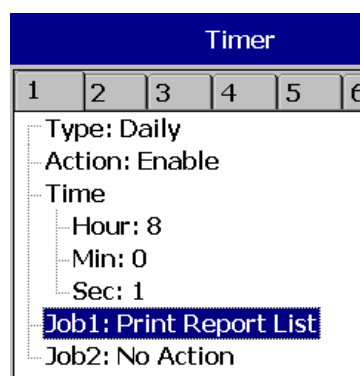 Timer
1 2 3 4 5 6
Type: Daily
Action: Enable
Time
Hour: 8
Min: 0
Sec: 1
Job1: Print Report List
Job2: No Action